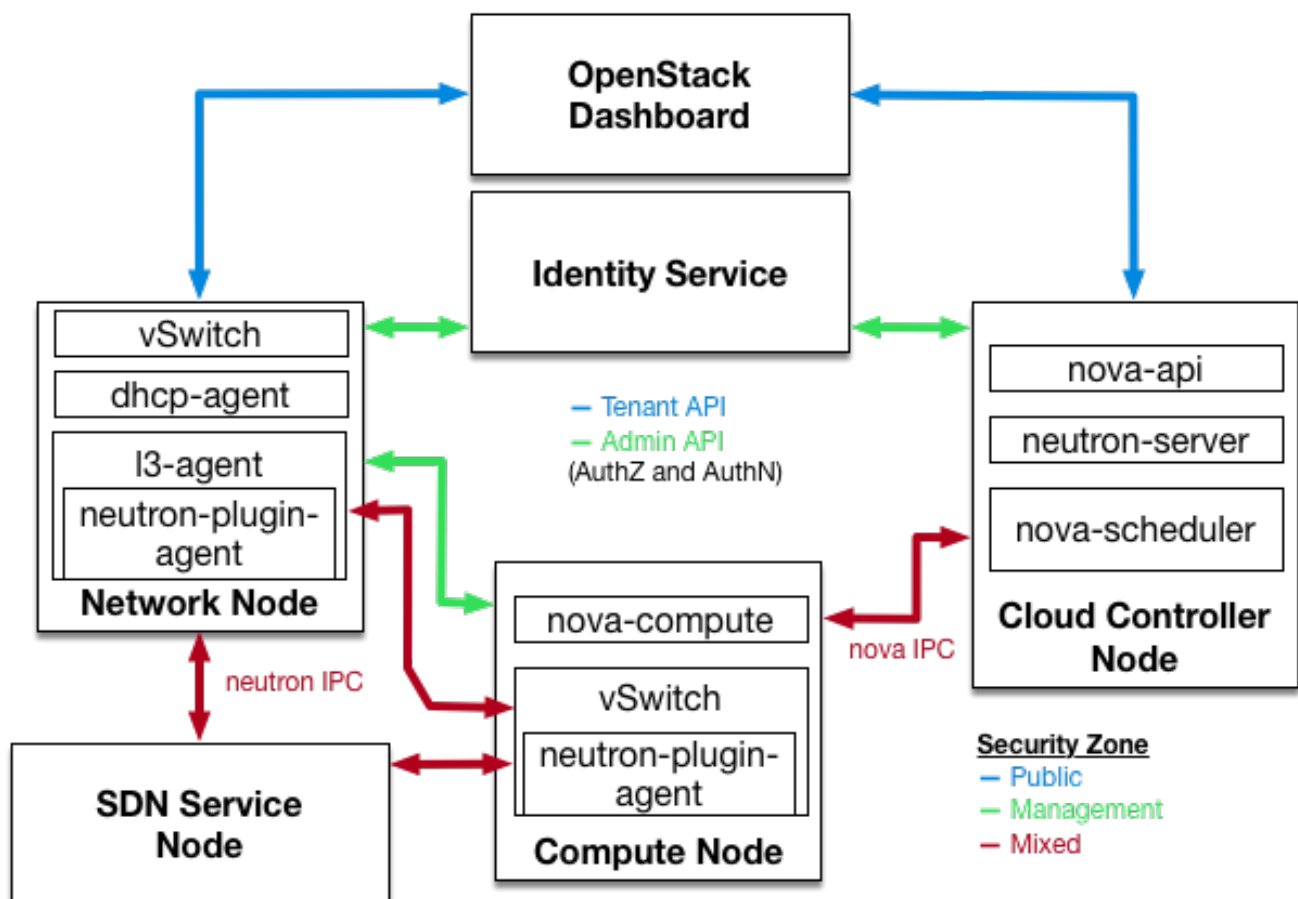 OpenStack
Dashboard
Identity Service
vSwitch
dhcp-agent
l3-agent
neutron-plugin-
agent
Network Node
— Tenant API
— Admin API
(AuthZ and AuthN)
nova-api
neutron-server
nova-scheduler
Cloud Controller
Node
neutron IPC
nova IPC
nova-compute
vSwitch
neutron-plugin-
agent
Compute Node
SDN Service
Node
Security Zone
— Public
— Management
— Mixed